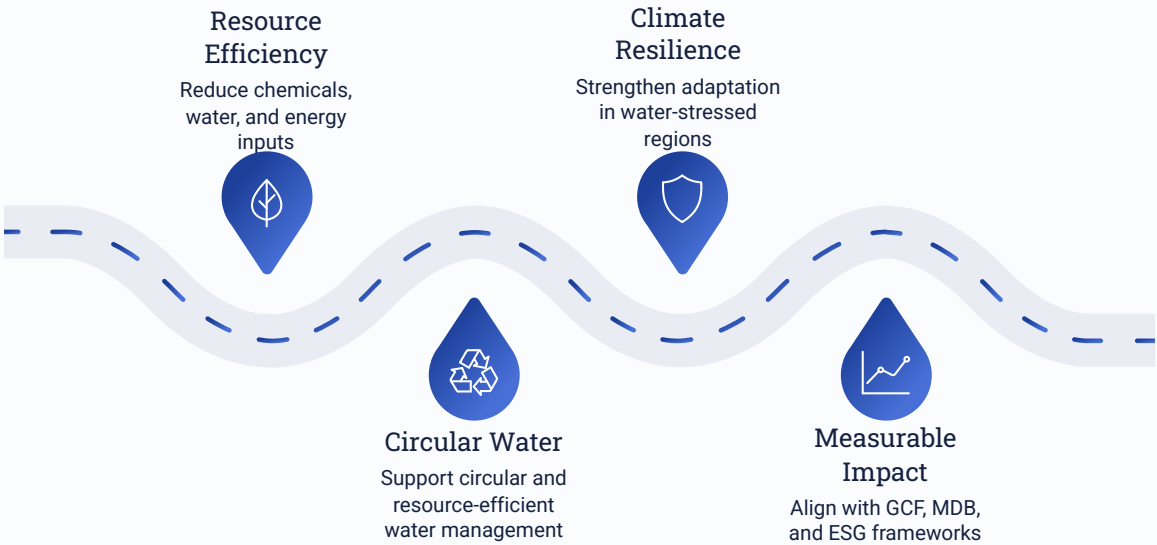 Resource
Efficiency
Reduce chemicals,
water, and energy
inputs
Climate
Resilience
Strengthen adaptation
in water-stressed
regions
Circular Water
Support circular and
resource-efficient
water management
Measurable
Impact
Align with GCF, MDB,
and ESG frameworks